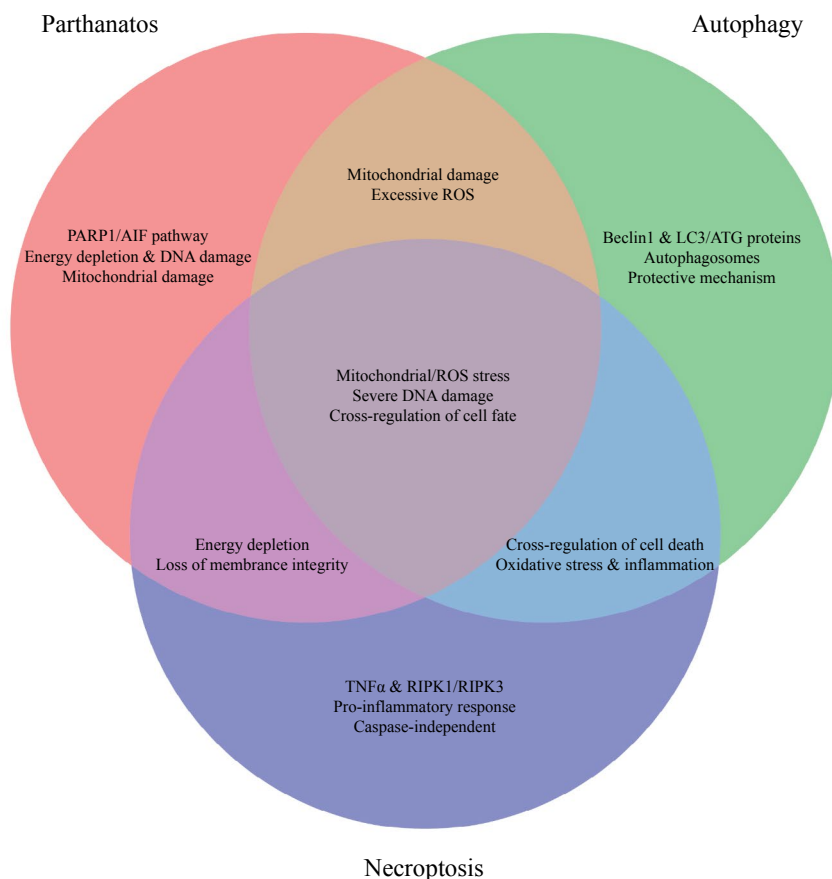 Parthanatos
Autophagy
Mitochondrial damage
Excessive ROS
PARP1/AIF pathway
Energy depletion & DNA damage
Mitochondrial damage
Beclin1 & LC3/ATG proteins
Autophagosomes
Protective mechanism
Mitochondrial/ROS stress
Severe DNA damage
Cross-regulation of cell fate
Energy depletion
Loss of membrance integrity
Cross-regulation of cell death
Oxidative stress & inflammation
TNFα & RIPK1/RIPK3
Pro-inflammatory response
Caspase-independent
Necroptosis